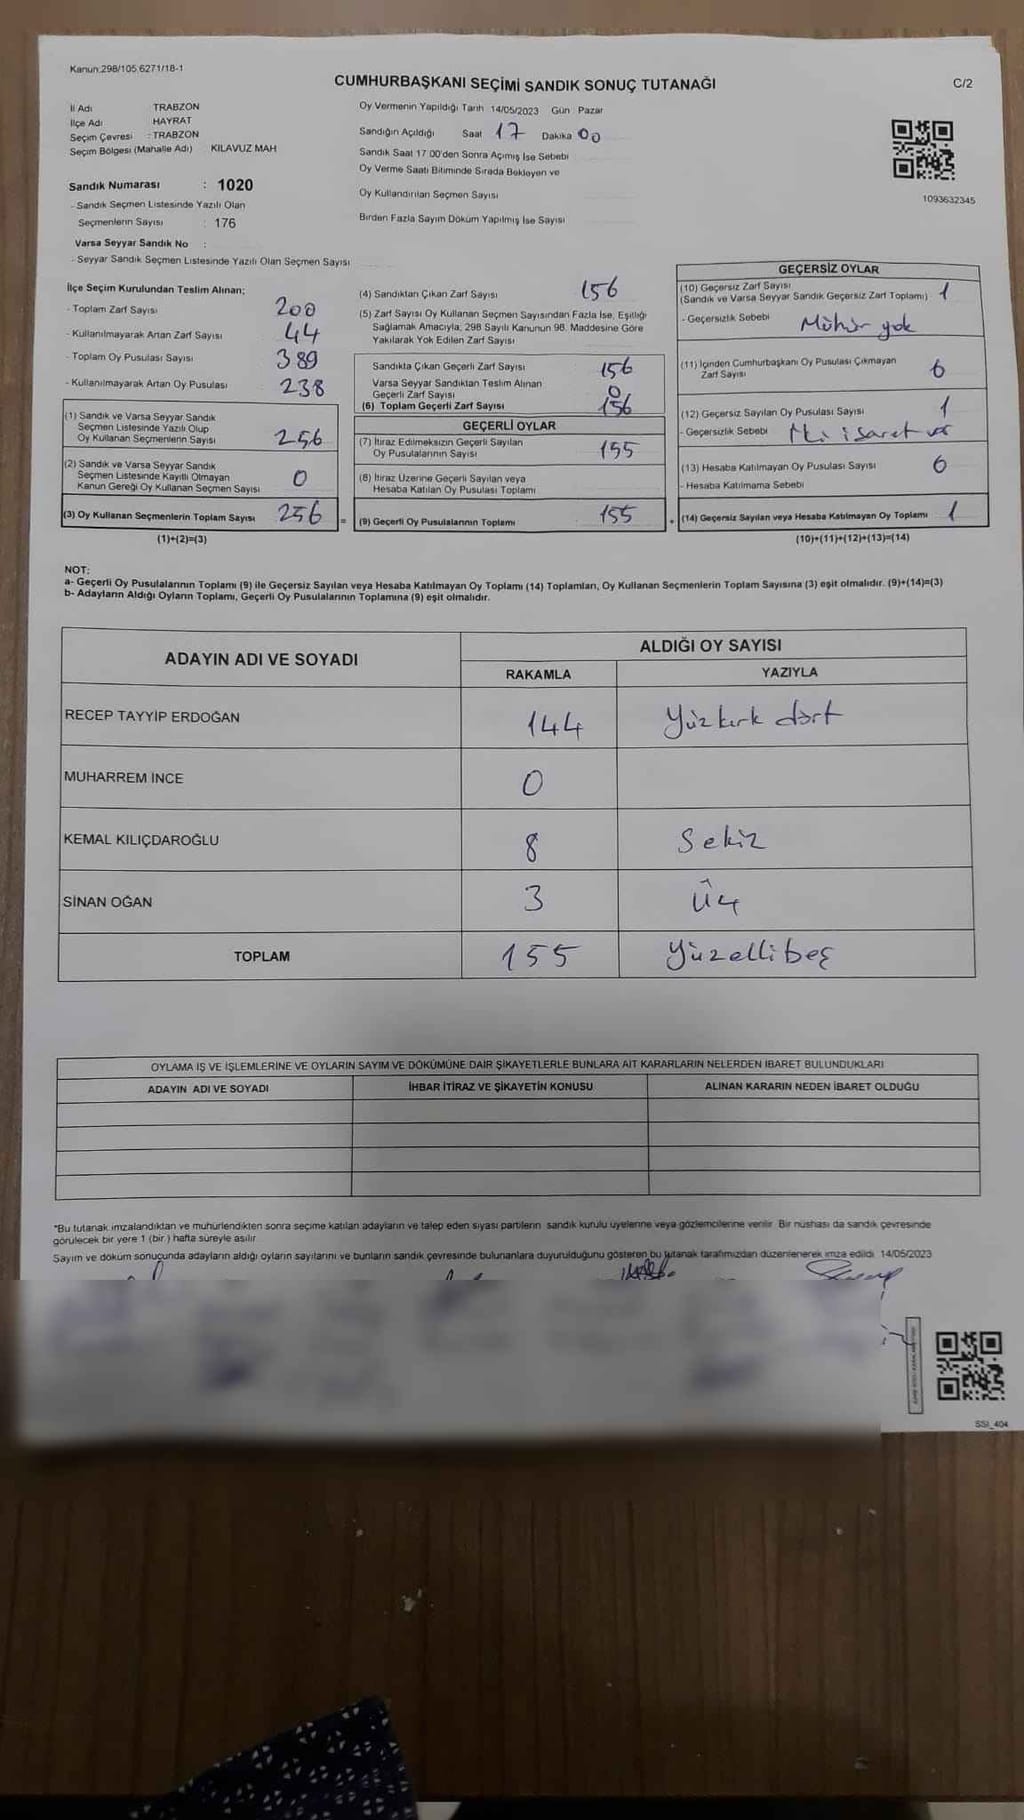 Kanun:298/105.6271/18-1
CUMHURBAŞKANI SEÇİMİ SANDIK SONUÇ TUTANAĞI
C/2
İl Adı TRABZON
İlçe Adı HAYRAT
Seçim Çevresi : TRABZON
Seçim Bölgesi (Mahalle Adı) KILAVUZ MAH
Sandık Numarası : 1020
- Sandık Seçmen Listesinde Yazılı Olan
Seçmenlerin Sayısı : 176
Varsa Seyyar Sandık No :
- Seyyar Sandık Seçmen Listesinde Yazılı Olan Seçmen Sayısı
Oy Vermenin Yapıldığı Tarih 14/05/2023 Gün Pazar
Sandığın Açıldığı Saat 17 Dakika 00
Sandık Saat 17:00'den Sonra Açımış İse Sebebi
Oy Verme Saati Bitiminde Sırada Bekleyen ve
Oy Kullandırılan Seçmen Sayısı
Birden Fazla Sayım Döküm Yapılmış İse Sayısı
1093632345
İlçe Seçim Kurulundan Teslim Alınan;
- Toplam Zarf Sayısı 200
- Kullanılmayarak Artan Zarf Sayısı 44
- Toplam Oy Pusulası Sayısı 389
- Kullanılmayarak Artan Oy Pusulası 238
(1) Sandık ve Varsa Seyyar Sandık
Seçmen Listesinde Yazılı Olup
Oy Kullanan Seçmenlerin Sayısı 256
(2) Sandık ve Varsa Seyyar Sandık
Seçmen Listesinde Kayıtlı Olmayan
Kanun Gereği Oy Kullanan Seçmen Sayısı 0
(3) Oy Kullanan Seçmenlerin Toplam Sayısı 256
(1)+(2)=(3)
=
(4) Sandıktan Çıkan Zarf Sayısı 156
(5) Zarf Sayısı Oy Kullanan Seçmen Sayısından Fazla İse, Eşitliği
Sağlamak Amacıyla, 298 Sayılı Kanunun 98. Maddesine Göre
Yakılarak Yok Edilen Zarf Sayısı
Sandıkta Çıkan Geçerli Zarf Sayısı 156
Varsa Seyyar Sandıktan Teslim Alınan
Geçerli Zarf Sayısı 0
(6) Toplam Geçerli Zarf Sayısı 156
GEÇERLİ OYLAR
(7) İtiraz Edilmeksizin Geçerli Sayılan
Oy Pusulalarının Sayısı 155
(8) İtiraz Üzerine Geçerli Sayılan veya
Hesaba Katılan Oy Pusulası Toplamı
(9) Geçerli Oy Pusulalarının Toplamı 155
+
GEÇERSİZ OYLAR
(10) Geçersiz Zarf Sayısı
(Sandık ve Varsa Seyyar Sandık Geçersiz Zarf Toplamı) 1
- Geçersizlik Sebebi Mühür yok
(11) İçinden Cumhurbaşkanı Oy Pusulası Çıkmayan
Zarf Sayısı 0
(12) Geçersiz Sayılan Oy Pusulası Sayısı 1
- Geçersizlik Sebebi işaret var
(13) Hesaba Katılmayan Oy Pusulası Sayısı 0
- Hesaba Katılmama Sebebi
(14) Geçersiz Sayılan veya Hesaba Katılmayan Oy Toplamı 1
(10)+(11)+(12)+(13)=(14)
NOT:
a- Geçerli Oy Pusulalarının Toplamı (9) ile Geçersiz Sayılan veya Hesaba Katılmayan Oy Toplamı (14) Toplamları, Oy Kullanan Seçmenlerin Toplam Sayısına (3) eşit olmalıdır. (9)+(14)=(3)
b- Adayların Aldığı Oyların Toplamı, Geçerli Oy Pusulalarının Toplamına (9) eşit olmalıdır.
ADAYIN ADI VE SOYADI
ALDIĞI OY SAYISI
RAKAMLA YAZIYLA
RECEP TAYYİP ERDOĞAN 144 Yüzkırk dört
MUHARREM İNCE 0
KEMAL KILIÇDAROĞLU 8 Sekiz
SİNAN OĞAN 3 Üç
TOPLAM 155 Yüzellibeş
OYLAMA İŞ VE İŞLEMLERİNE VE OYLARIN SAYIM VE DÖKÜMÜNE DAİR ŞİKAYETLERLE BUNLARA AİT KARARLARIN NELERDEN İBARET BULUNDUKLARI
ADAYIN ADI VE SOYADI İHBAR İTİRAZ VE ŞİKAYETİN KONUSU ALINAN KARARIN NEDEN İBARET OLDUĞU
*Bu tutanak imzalandıktan ve mühürlendikten sonra seçime katılan adayların ve talep eden siyasi partilerin sandık kurulu üyelerine veya gözlemcilerine verilir. Bir nüshası da sandık çevresinde
görülecek bir yere 1 (bir) hafta süreyle asılır.
Sayım ve döküm sonucunda adayların aldığı oyların sayılarını ve bunların sandık çevresinde bulunanlara duyurulduğunu gösteren bu tutanak tarafımızdan düzenlenerek imza edildi. 14/05/2023
SSI_404